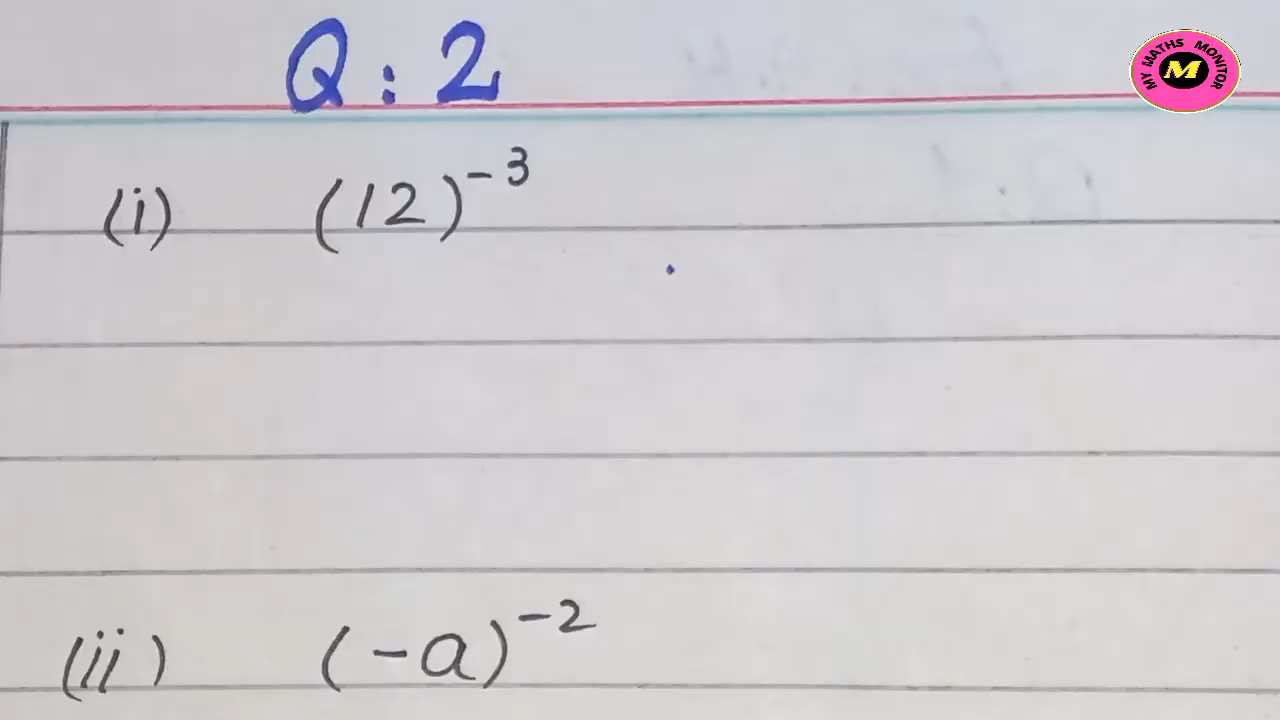 Q : 2
MY MATHS MONITOR
M
(i) (12)⁻³
(ii) (-a)⁻²